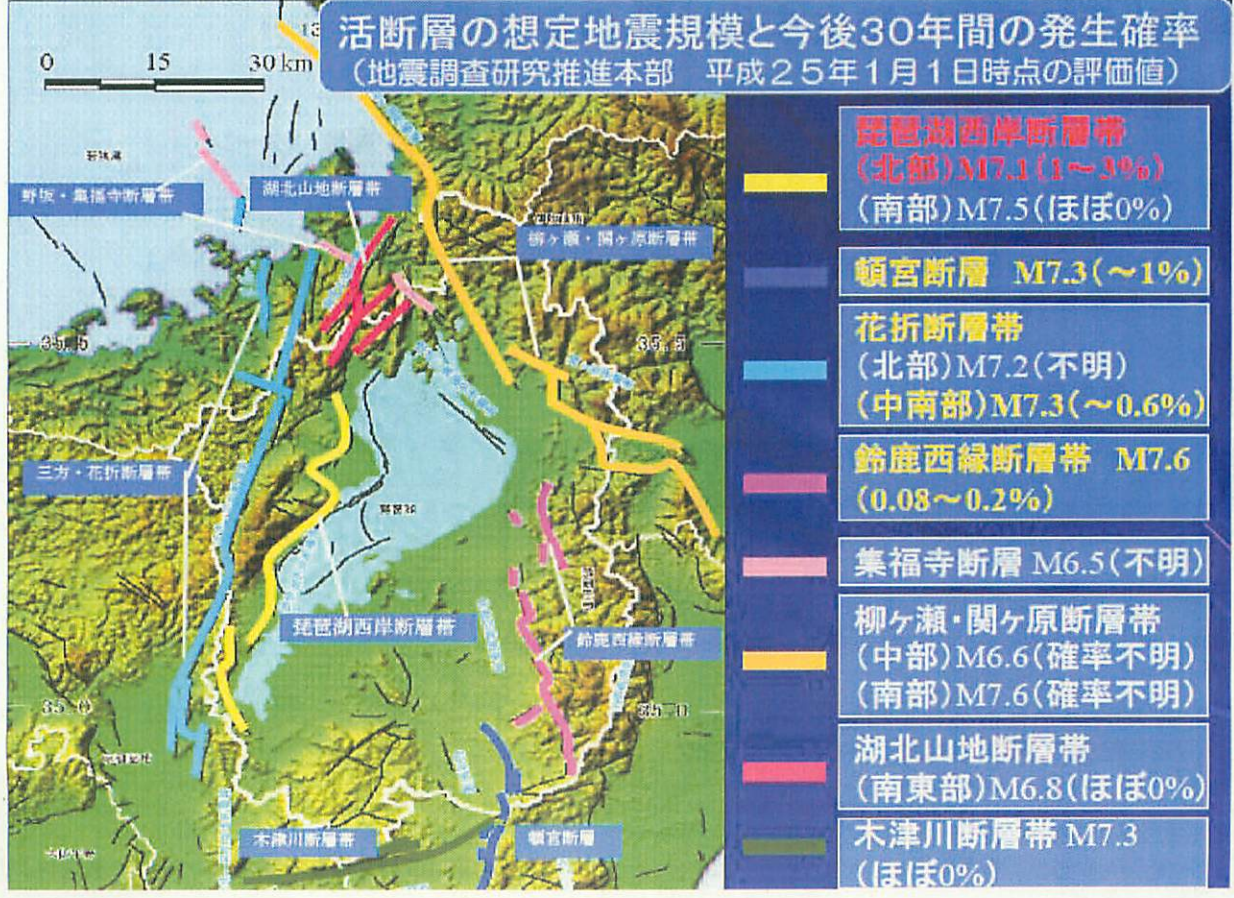 活断層の想定地震規模と今後30年間の発生確率
（地震調査研究推進本部　平成２５年１月１日時点の評価値）
0 15 30 km
野坂・集福寺断層帯
湖北山地断層帯
柳ヶ瀬・関ヶ原断層帯
35.5
35.5
三方・花折断層帯
琵琶湖西岸断層帯
鈴鹿西縁断層帯
35.0
35.0
木津川断層帯
頓宮断層
琵琶湖西岸断層帯
(北部)M7.1(1～3%)
(南部)M7.5(ほぼ0%)
頓宮断層 M7.3(～1%)
花折断層帯
(北部)M7.2(不明)
(中南部)M7.3(～0.6%)
鈴鹿西縁断層帯 M7.6
(0.08～0.2%)
集福寺断層 M6.5(不明)
柳ヶ瀬・関ヶ原断層帯
(中部)M6.6(確率不明)
(南部)M7.6(確率不明)
湖北山地断層帯
(南東部)M6.8(ほぼ0%)
木津川断層帯 M7.3
(ほぼ0%)